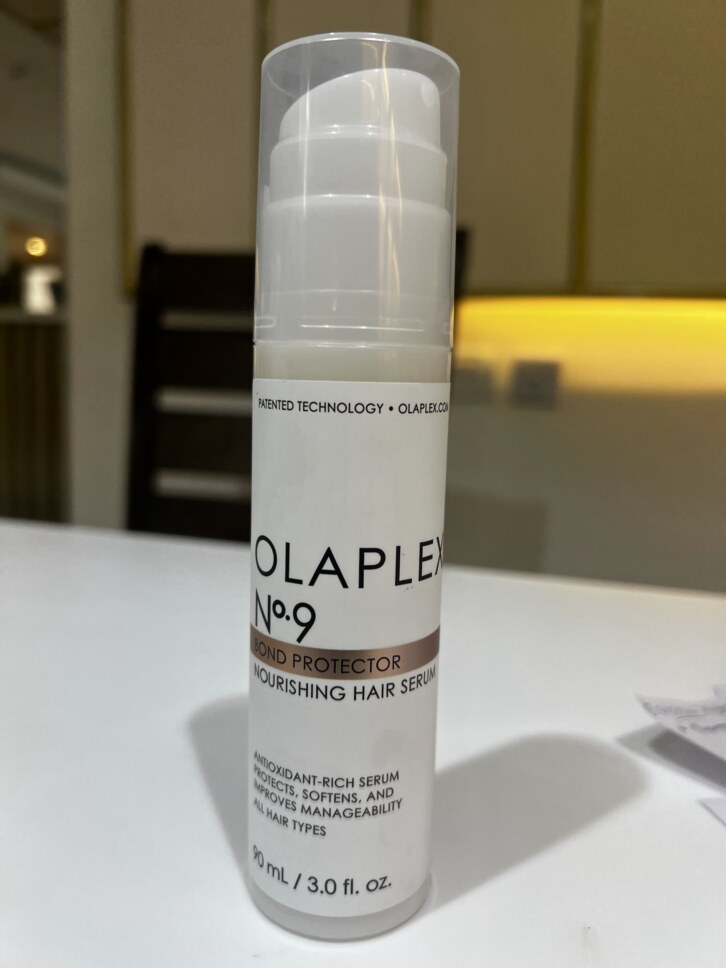 PATENTED TECHNOLOGY • OLAPLEX.COM
OLAPLEX
Nº.9
BOND PROTECTOR
NOURISHING HAIR SERUM
ANTIOXIDANT-RICH SERUM
PROTECTS, SOFTENS, AND
IMPROVES MANAGEABILITY
ALL HAIR TYPES
90 mL / 3.0 fl. oz.